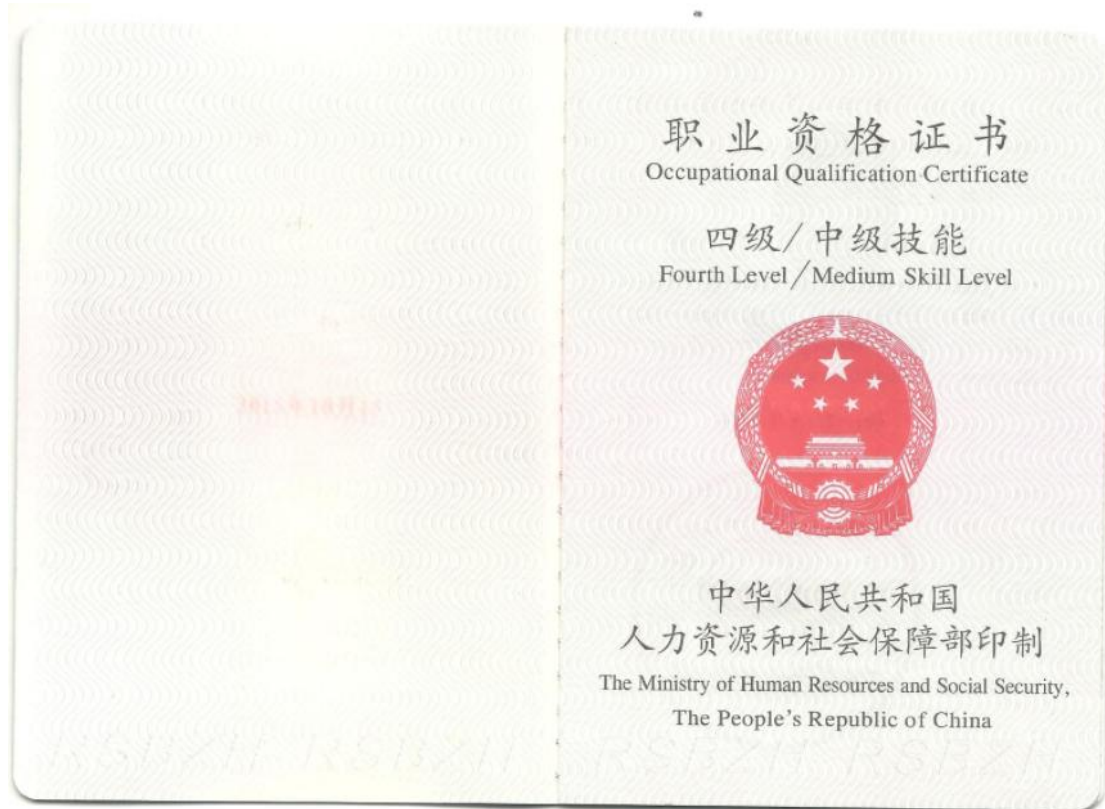 职业资格证书
Occupational Qualification Certificate
四级/中级技能
Fourth Level/Medium Skill Level
中华人民共和国
人力资源和社会保障部印制
The Ministry of Human Resources and Social Security,
The People's Republic of China